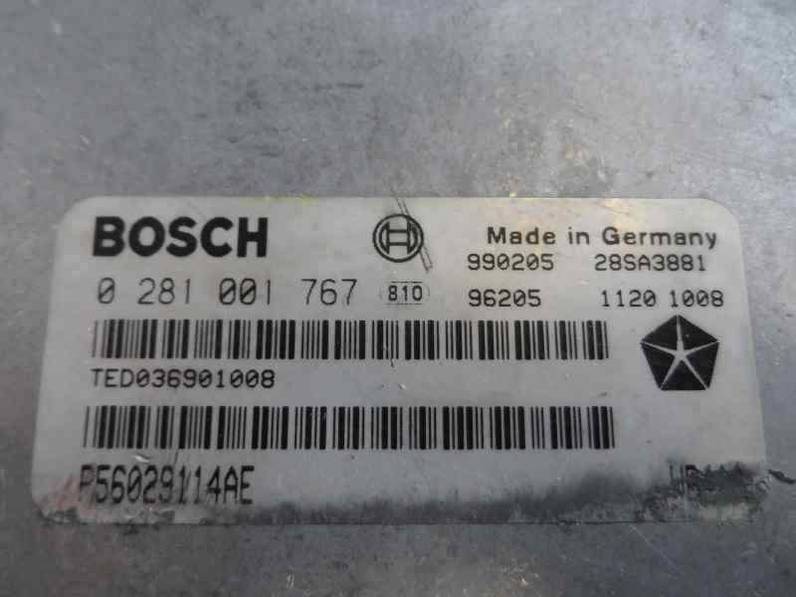 BOSCH
Made in Germany
990205 28SA3881
0 281 001 767 810 96205 1120 1008
TED036901008
P56029114AE